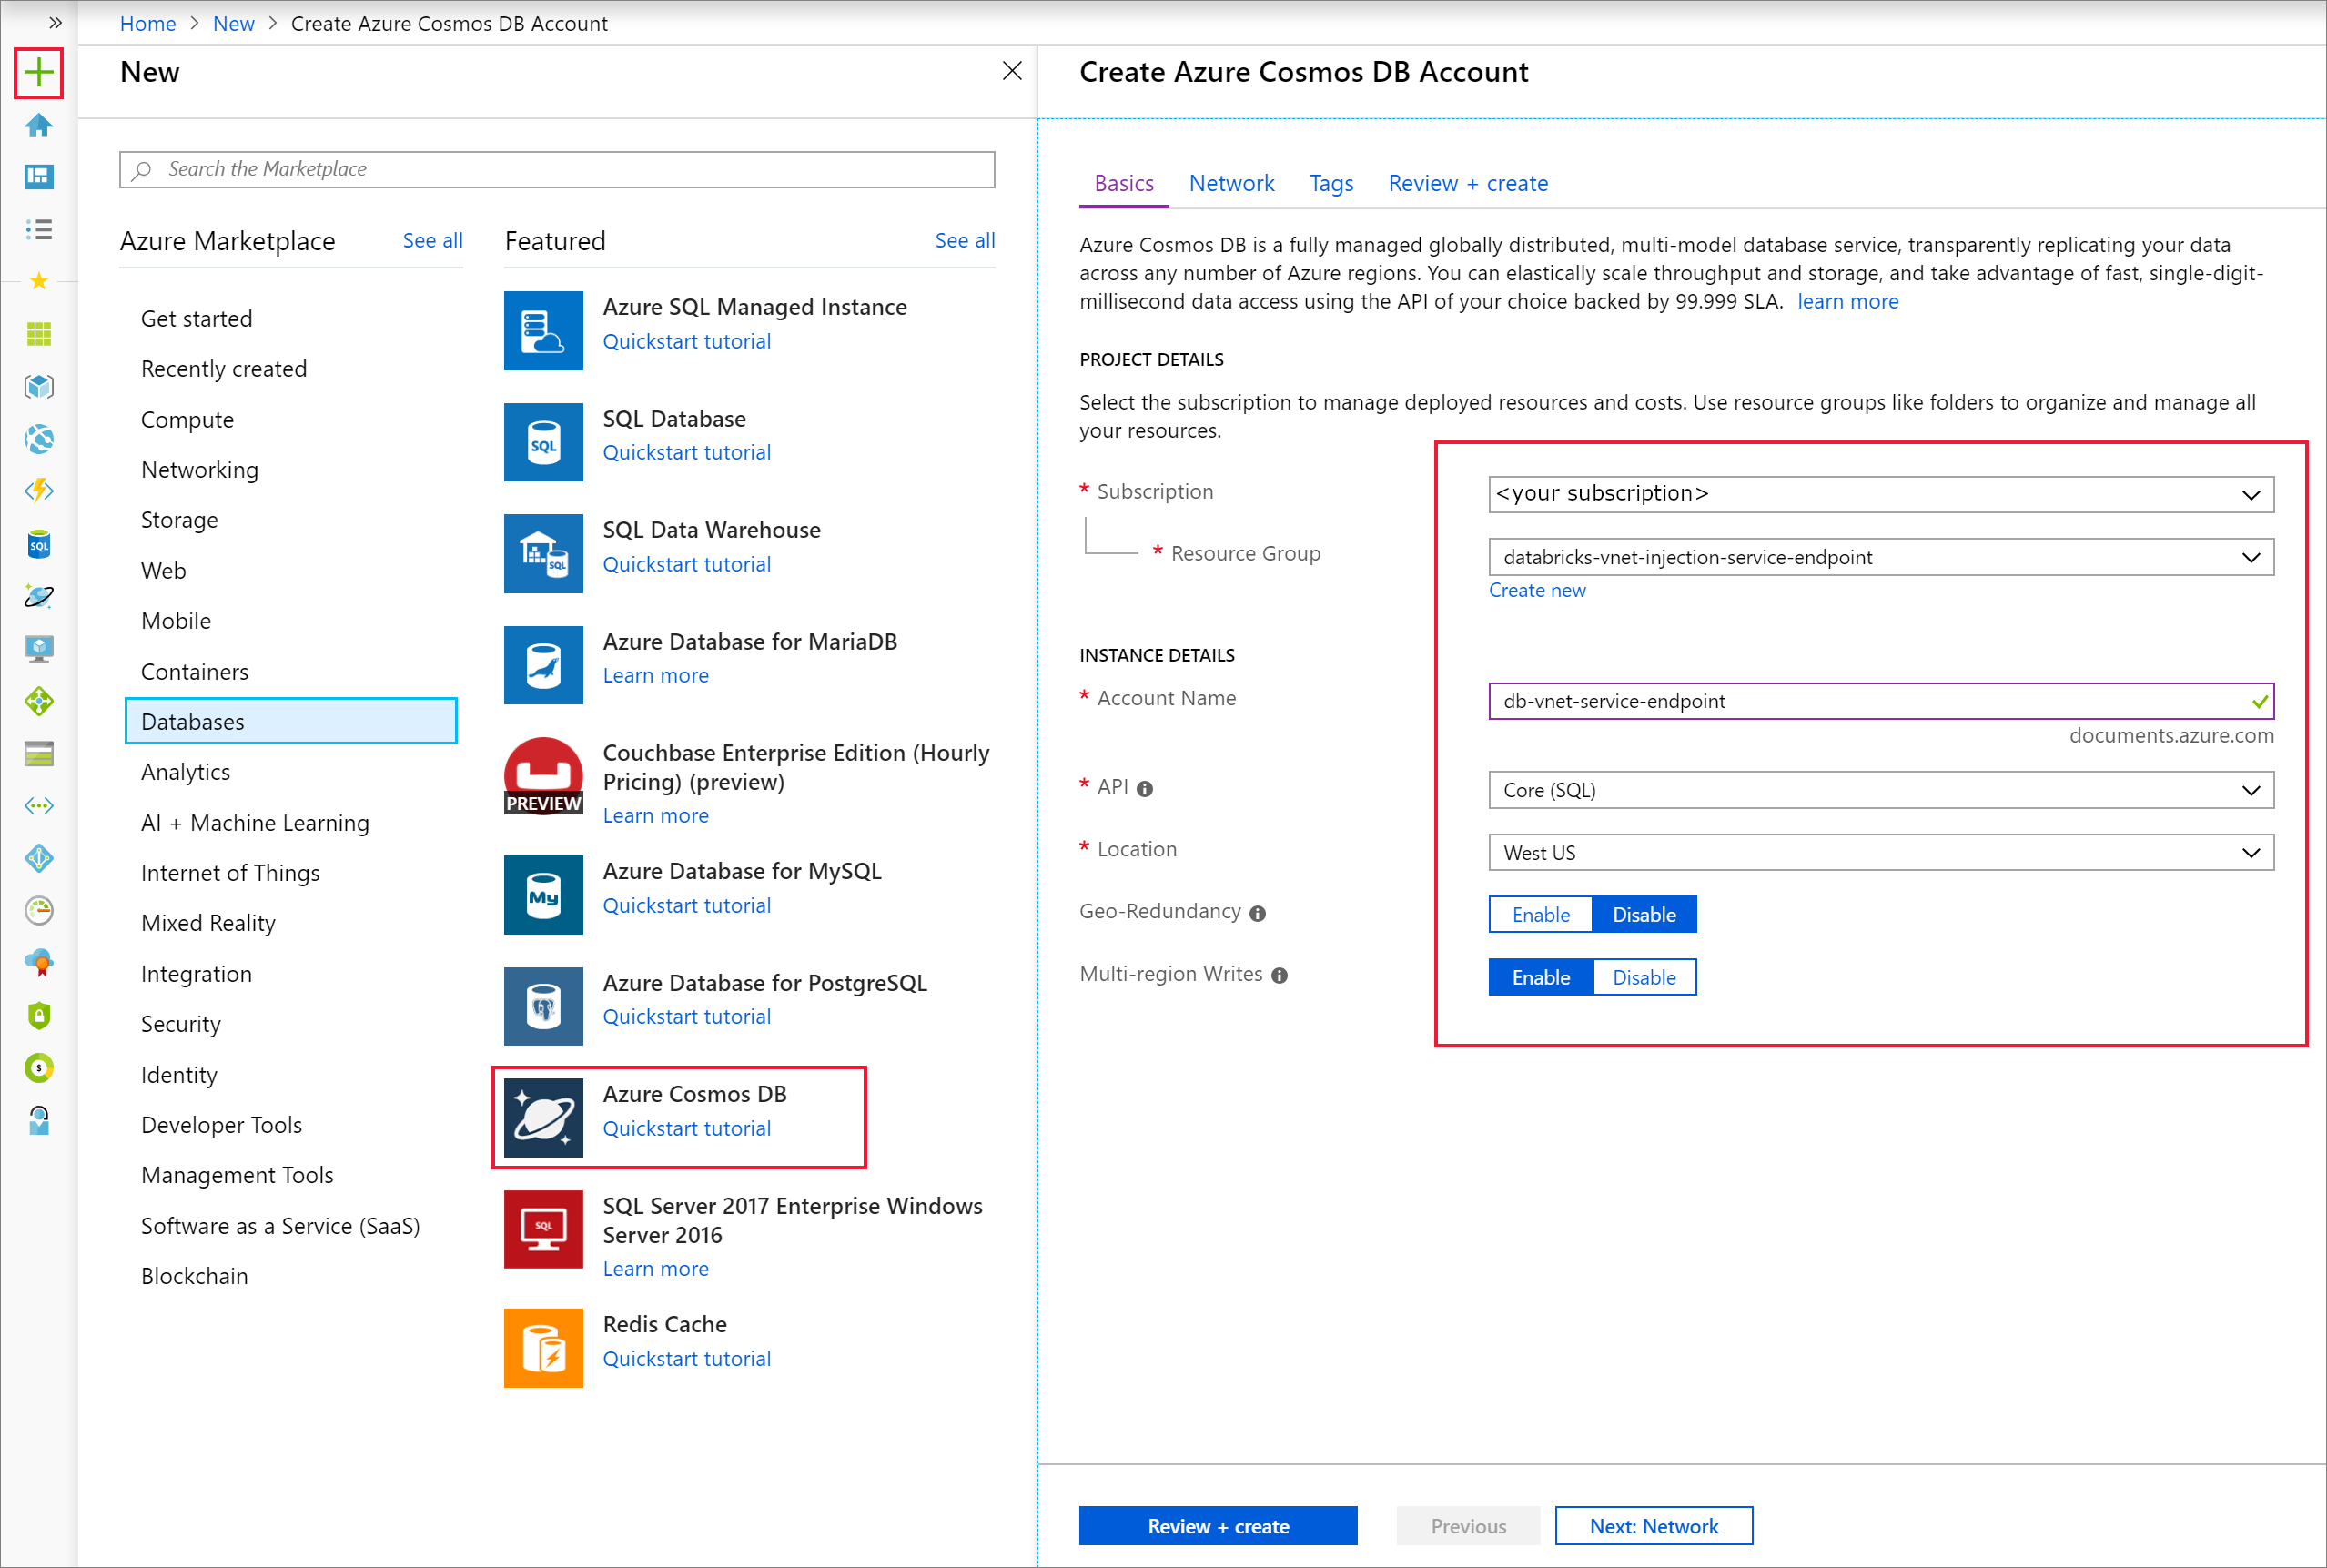 Home > New > Create Azure Cosmos DB Account
New
Search the Marketplace
Azure Marketplace
See all
Get started
Recently created
Compute
Networking
Storage
Web
Mobile
Containers
Databases
Analytics
AI + Machine Learning
Internet of Things
Mixed Reality
Integration
Security
Identity
Developer Tools
Management Tools
Software as a Service (SaaS)
Blockchain
Featured
See all
Azure SQL Managed Instance
Quickstart tutorial
SQL
SQL Database
Quickstart tutorial
SQL
SQL Data Warehouse
Quickstart tutorial
Azure Database for MariaDB
Learn more
PREVIEW
Couchbase Enterprise Edition (Hourly
Pricing) (preview)
Learn more
My
Azure Database for MySQL
Quickstart tutorial
Azure Database for PostgreSQL
Quickstart tutorial
Azure Cosmos DB
Quickstart tutorial
SQL
SQL Server 2017 Enterprise Windows
Server 2016
Learn more
Redis Cache
Quickstart tutorial
SQL
$
Create Azure Cosmos DB Account
Basics Network Tags Review + create
Azure Cosmos DB is a fully managed globally distributed, multi-model database service, transparently replicating your data
across any number of Azure regions. You can elastically scale throughput and storage, and take advantage of fast, single-digit-
millisecond data access using the API of your choice backed by 99.999 SLA. learn more
PROJECT DETAILS
Select the subscription to manage deployed resources and costs. Use resource groups like folders to organize and manage all
your resources.
* Subscription
<your subscription>
* Resource Group
databricks-vnet-injection-service-endpoint
Create new
INSTANCE DETAILS
* Account Name
db-vnet-service-endpoint
documents.azure.com
* API
Core (SQL)
* Location
West US
Geo-Redundancy
Enable Disable
Multi-region Writes
Enable Disable
Review + create
Previous
Next: Network